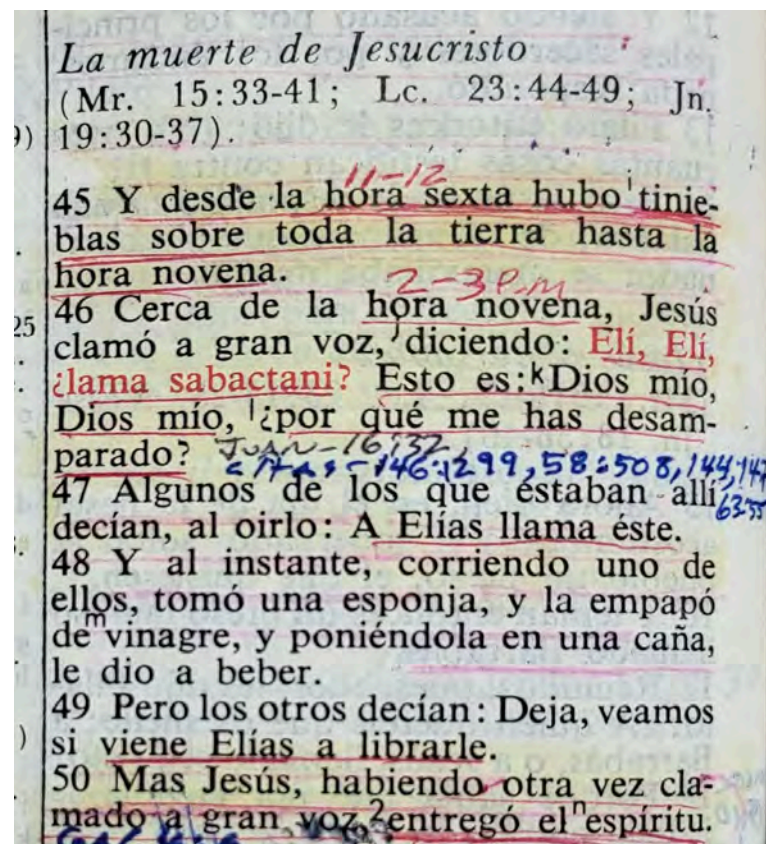 La muerte de Jesucristo
(Mr. 15:33-41; Lc. 23:44-49; Jn.
19:30-37).
11-12
45 Y desde la hora sexta hubo tinie-
blas sobre toda la tierra hasta la
hora novena.
2-3 P.m
46 Cerca de la hora novena, Jesús
25
clamó a gran voz, diciendo: Elí, Elí,
¿lama sabactani? Esto es: k Dios mío,
Dios mío, l ¿por qué me has desam-
parado? JUAN-16:32,
citas-146:1299,58:508,144,147
47 Algunos de los que estaban allí
decían, al oirlo: A Elías llama éste.
48 Y al instante, corriendo uno de
ellos, tomó una esponja, y la empapó
de m vinagre, y poniéndola en una caña,
le dio a beber.
49 Pero los otros decían: Deja, veamos
si viene Elías a librarle.
50 Mas Jesús, habiendo otra vez cla-
mado a gran voz, 2 entregó el n espíritu.